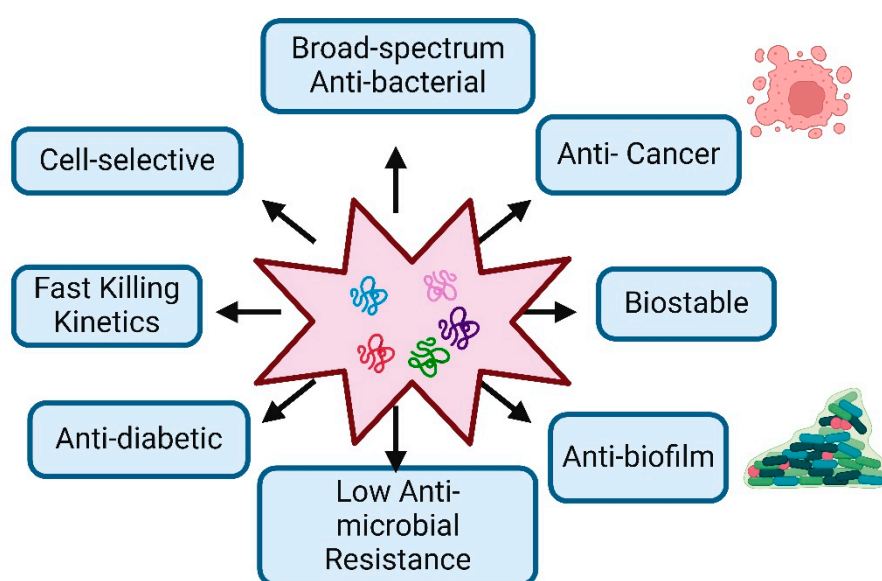 Broad-spectrum
Anti-bacterial
Cell-selective
Anti- Cancer
Fast Killing
Kinetics
Biostable
Anti-diabetic
Anti-biofilm
Low Anti-
microbial
Resistance